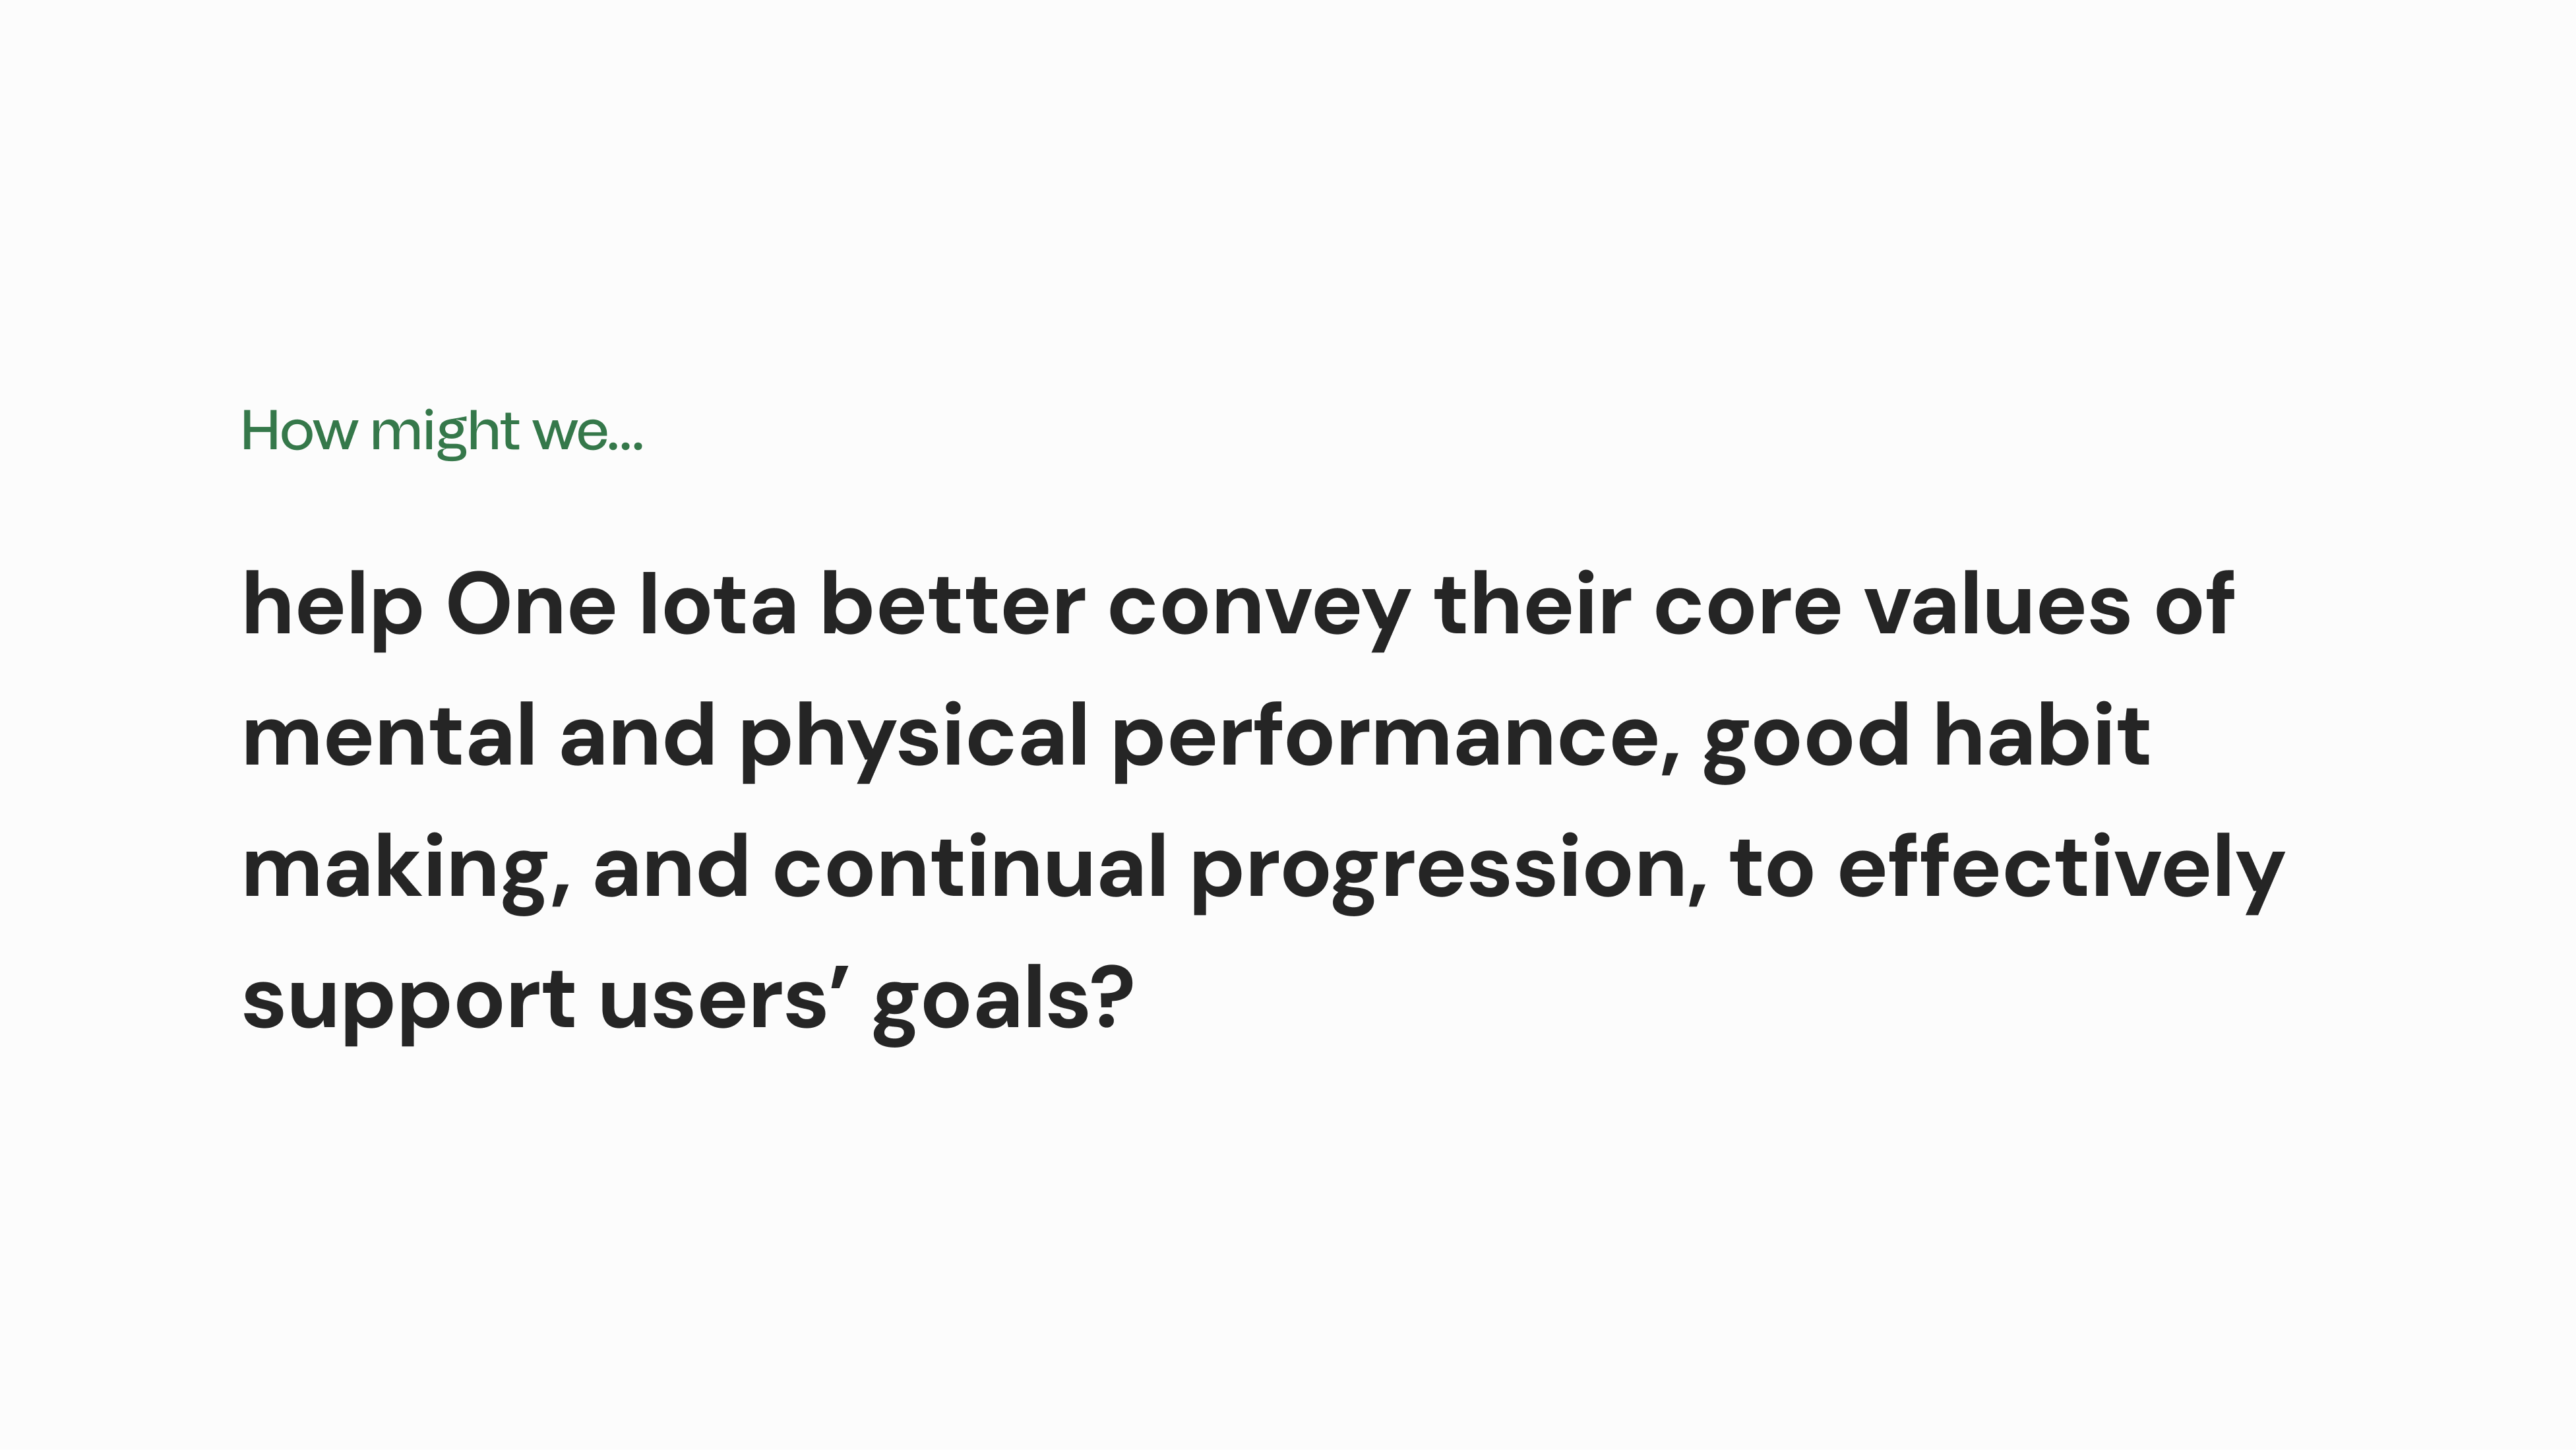 How might we...
help One Iota better convey their core values of
mental and physical performance, good habit
making, and continual progression, to effectively
support users’ goals?